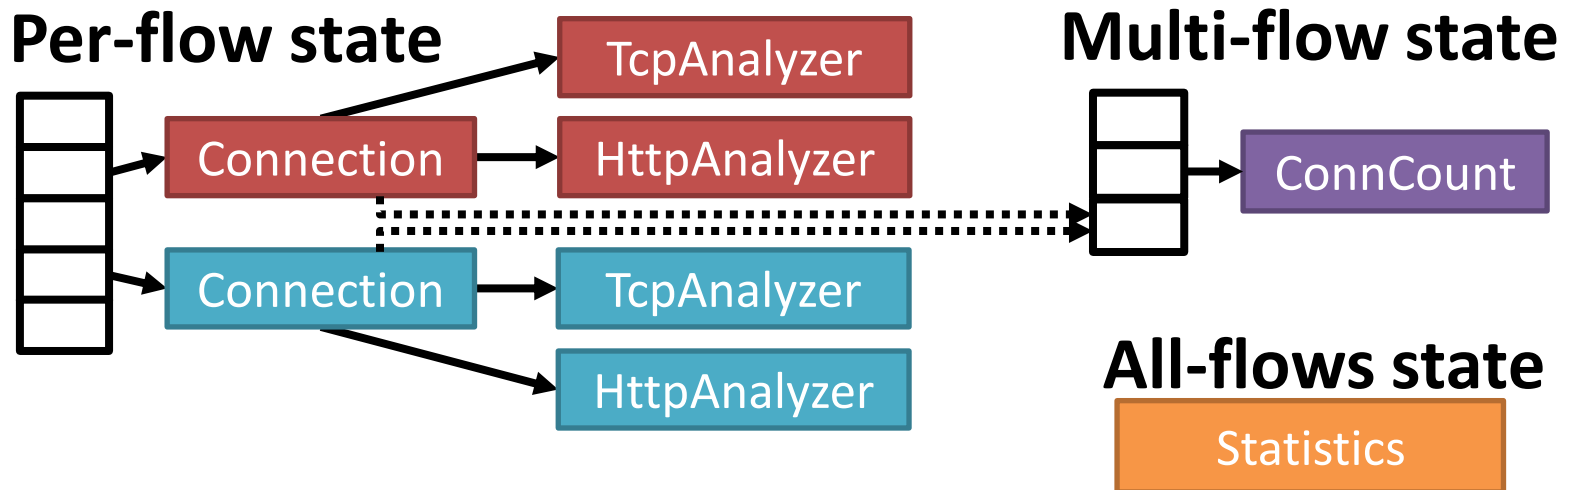 Per-flow state
TcpAnalyzer
Connection
HttpAnalyzer
Connection
TcpAnalyzer
HttpAnalyzer
Multi-flow state
ConnCount
All-flows state
Statistics